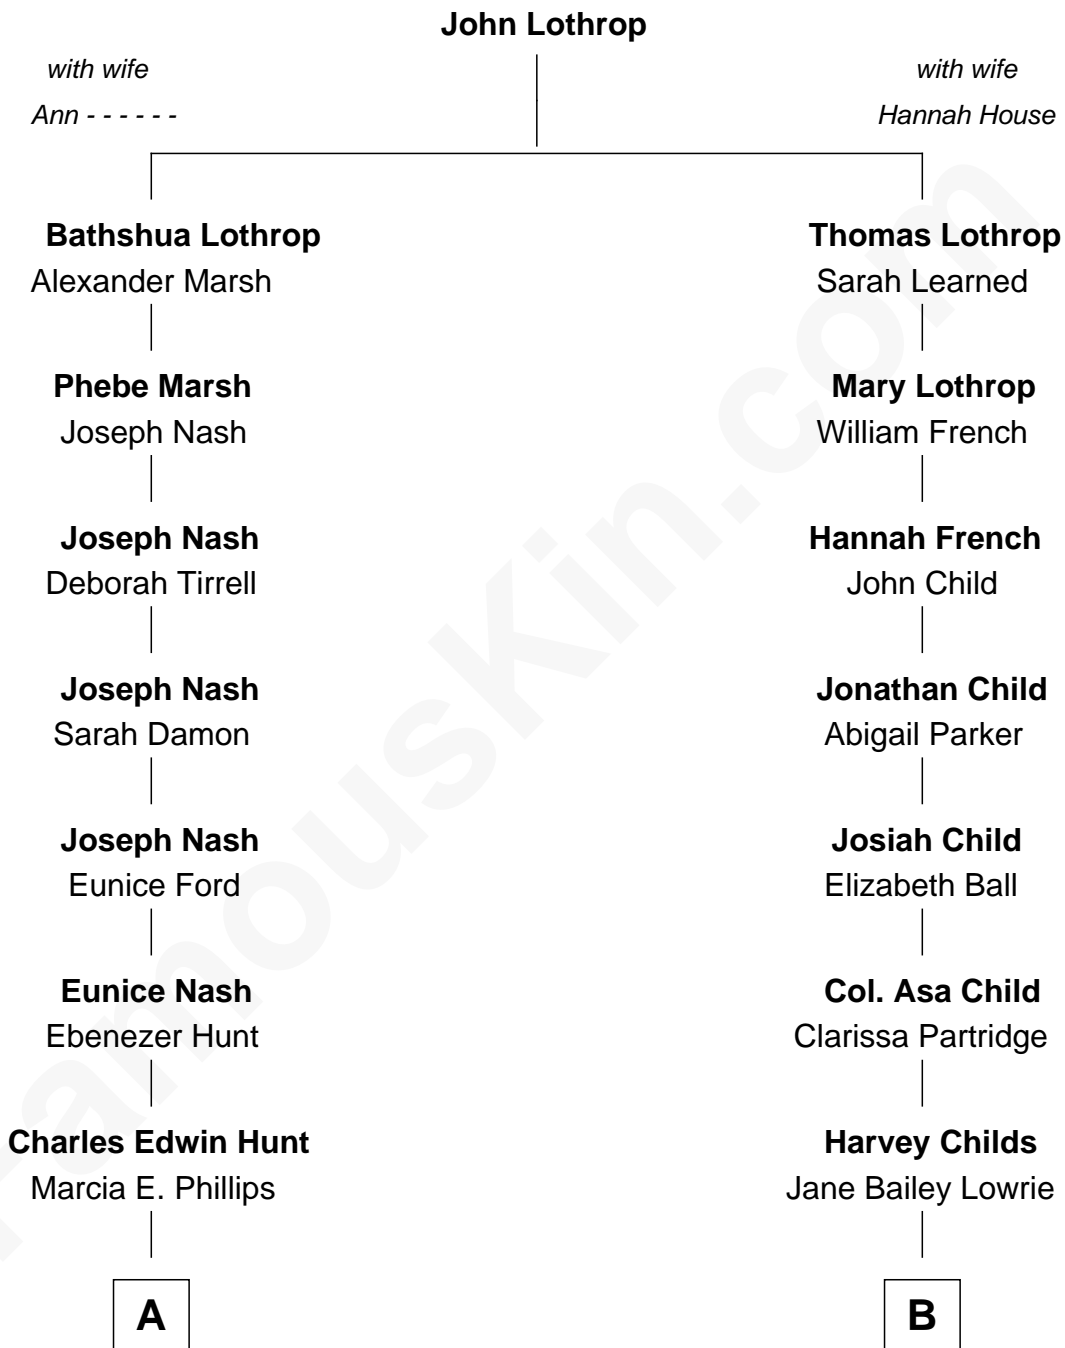 John Lothrop
with wife
with wife
Ann - - - - - -
Hannah House
Bathshua Lothrop
Thomas Lothrop
Alexander Marsh
Sarah Learned
Phebe Marsh
Mary Lothrop
Joseph Nash
William French
Joseph Nash
Hannah French
Deborah Tirrell
John Child
Joseph Nash
Jonathan Child
Sarah Damon
Abigail Parker
Joseph Nash
Josiah Child
Eunice Ford
Elizabeth Ball
Eunice Nash
Col. Asa Child
Ebenezer Hunt
Clarissa Partridge
Charles Edwin Hunt
Harvey Childs
Marcia E. Phillips
Jane Bailey Lowrie
A
B
FamousKin.com